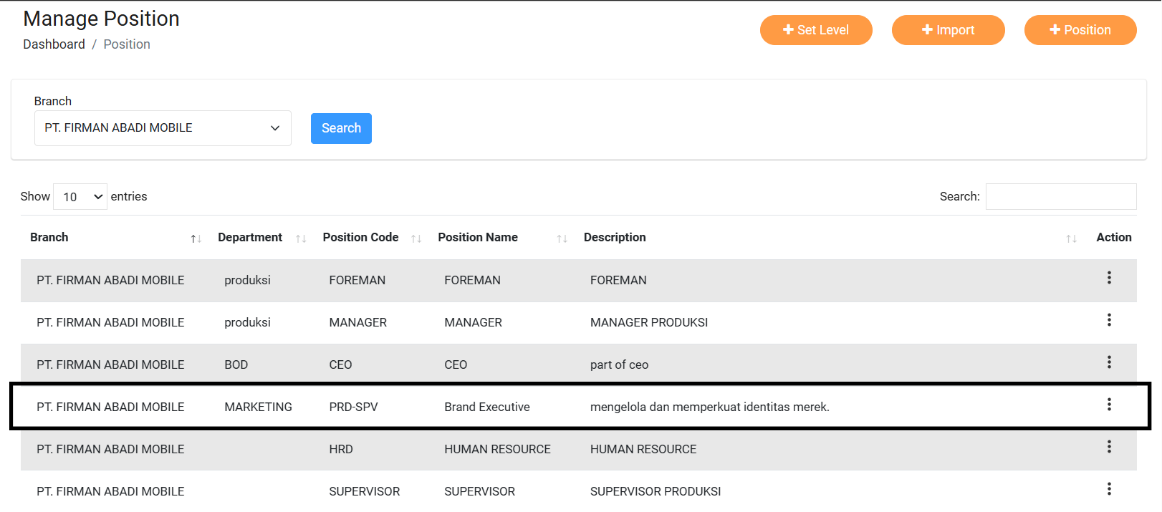 Manage Position
Dashboard / Position
+ Set Level + Import + Position
Branch
PT. FIRMAN ABADI MOBILE Search
Show 10 entries Search:
Branch Department Position Code Position Name Description Action
PT. FIRMAN ABADI MOBILE produksi FOREMAN FOREMAN FOREMAN
PT. FIRMAN ABADI MOBILE produksi MANAGER MANAGER MANAGER PRODUKSI
PT. FIRMAN ABADI MOBILE BOD CEO CEO part of ceo
PT. FIRMAN ABADI MOBILE MARKETING PRD-SPV Brand Executive mengelola dan memperkuat identitas merek.
PT. FIRMAN ABADI MOBILE HRD HUMAN RESOURCE HUMAN RESOURCE
PT. FIRMAN ABADI MOBILE SUPERVISOR SUPERVISOR SUPERVISOR PRODUKSI